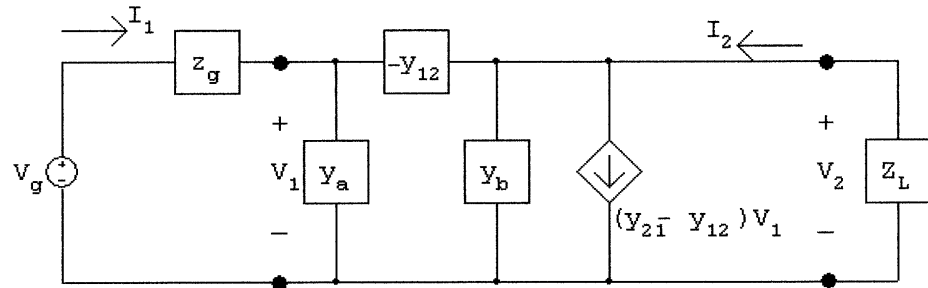 I1
I2
zg
-y12
+
+
+
-
Vg
V1
ya
yb
V2
ZL
(y21- y12)V1
-
-